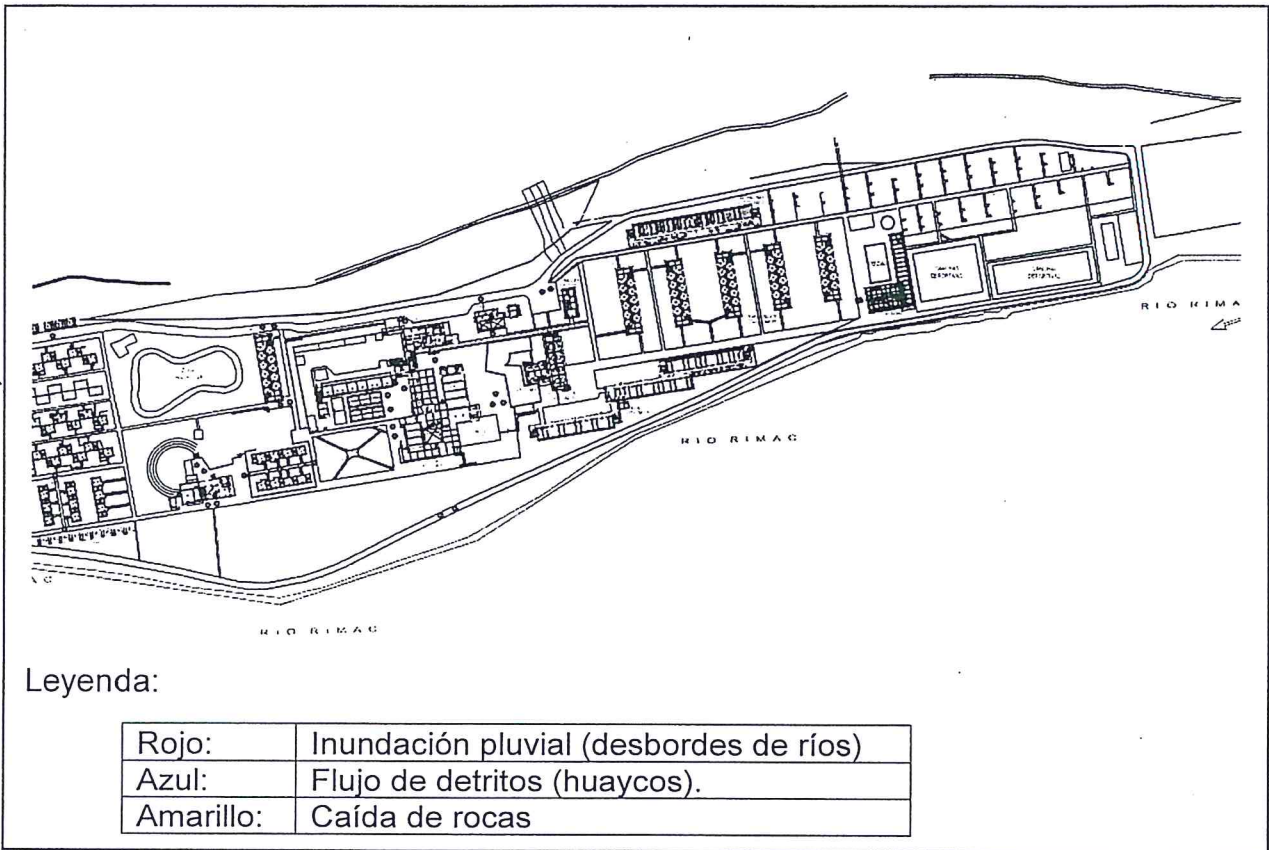 RIO RIMA
RIO RIMAC
RIO RIMAC
Leyenda:
Rojo: Inundación pluvial (desbordes de ríos)
Azul: Flujo de detritos (huaycos).
Amarillo: Caída de rocas